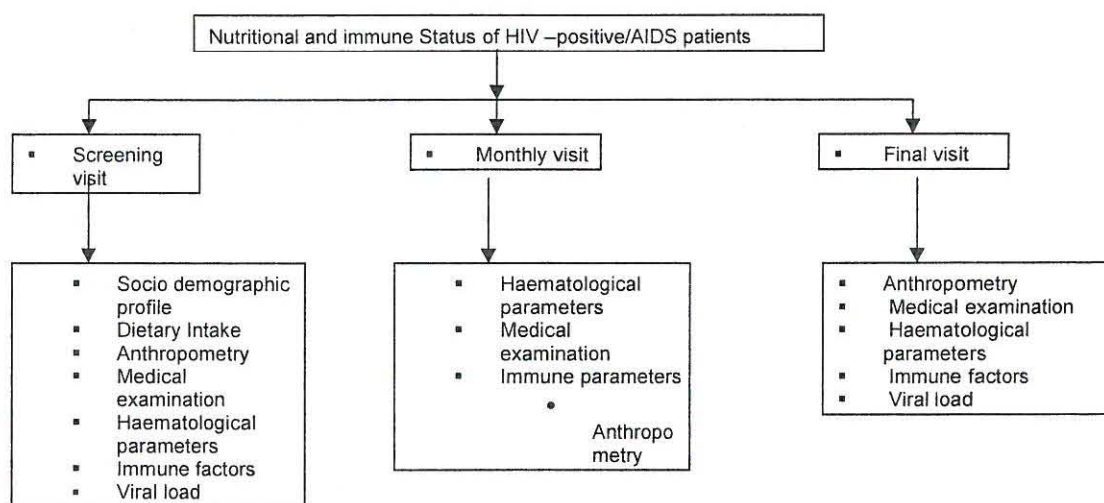 Nutritional and immune Status of HIV –positive/AIDS patients
▪ Screening
visit
▪ Monthly visit
▪ Final visit
▪ Socio demographic
profile
▪ Dietary Intake
▪ Anthropometry
▪ Medical
examination
▪ Haematological
parameters
▪ Immune factors
▪ Viral load
▪ Haematological
parameters
▪ Medical
examination
▪ Immune parameters
•
Anthropo
metry
▪ Anthropometry
▪ Medical examination
▪ Haematological
parameters
▪ Immune factors
▪ Viral load